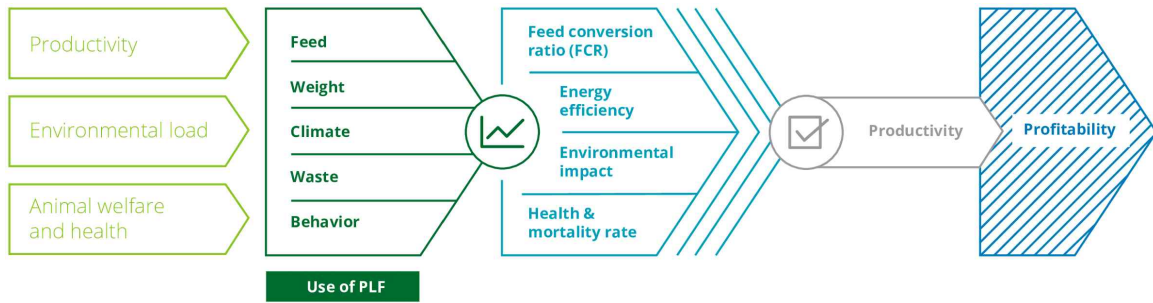 Productivity
Environmental load
Animal welfare
and health
Feed
Weight
Climate
Waste
Behavior
Use of PLF
Feed conversion
ratio (FCR)
Energy
efficiency
Environmental
impact
Health &
mortality rate
Productivity
Profitability